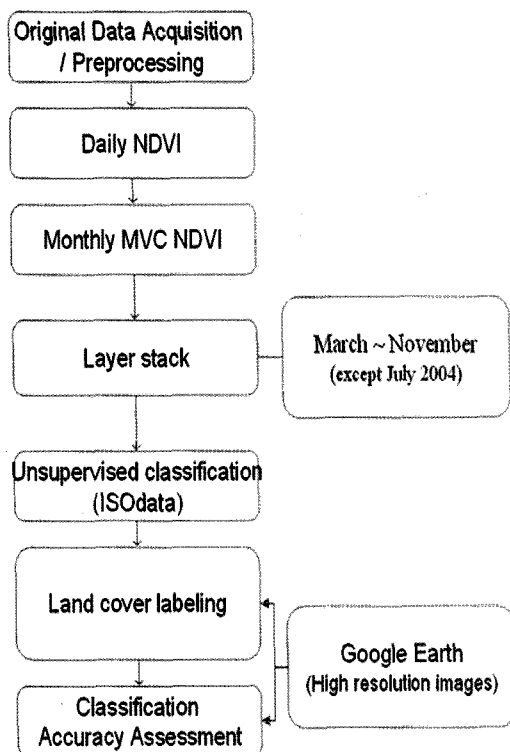 Original Data Acquisition
/ Preprocessing
Daily NDVI
Monthly MVC NDVI
Layer stack
March ~ November
(except July 2004)
Unsupervised classification
(ISOdata)
Land cover labeling
Google Earth
(High resolution images)
Classification
Accuracy Assessment